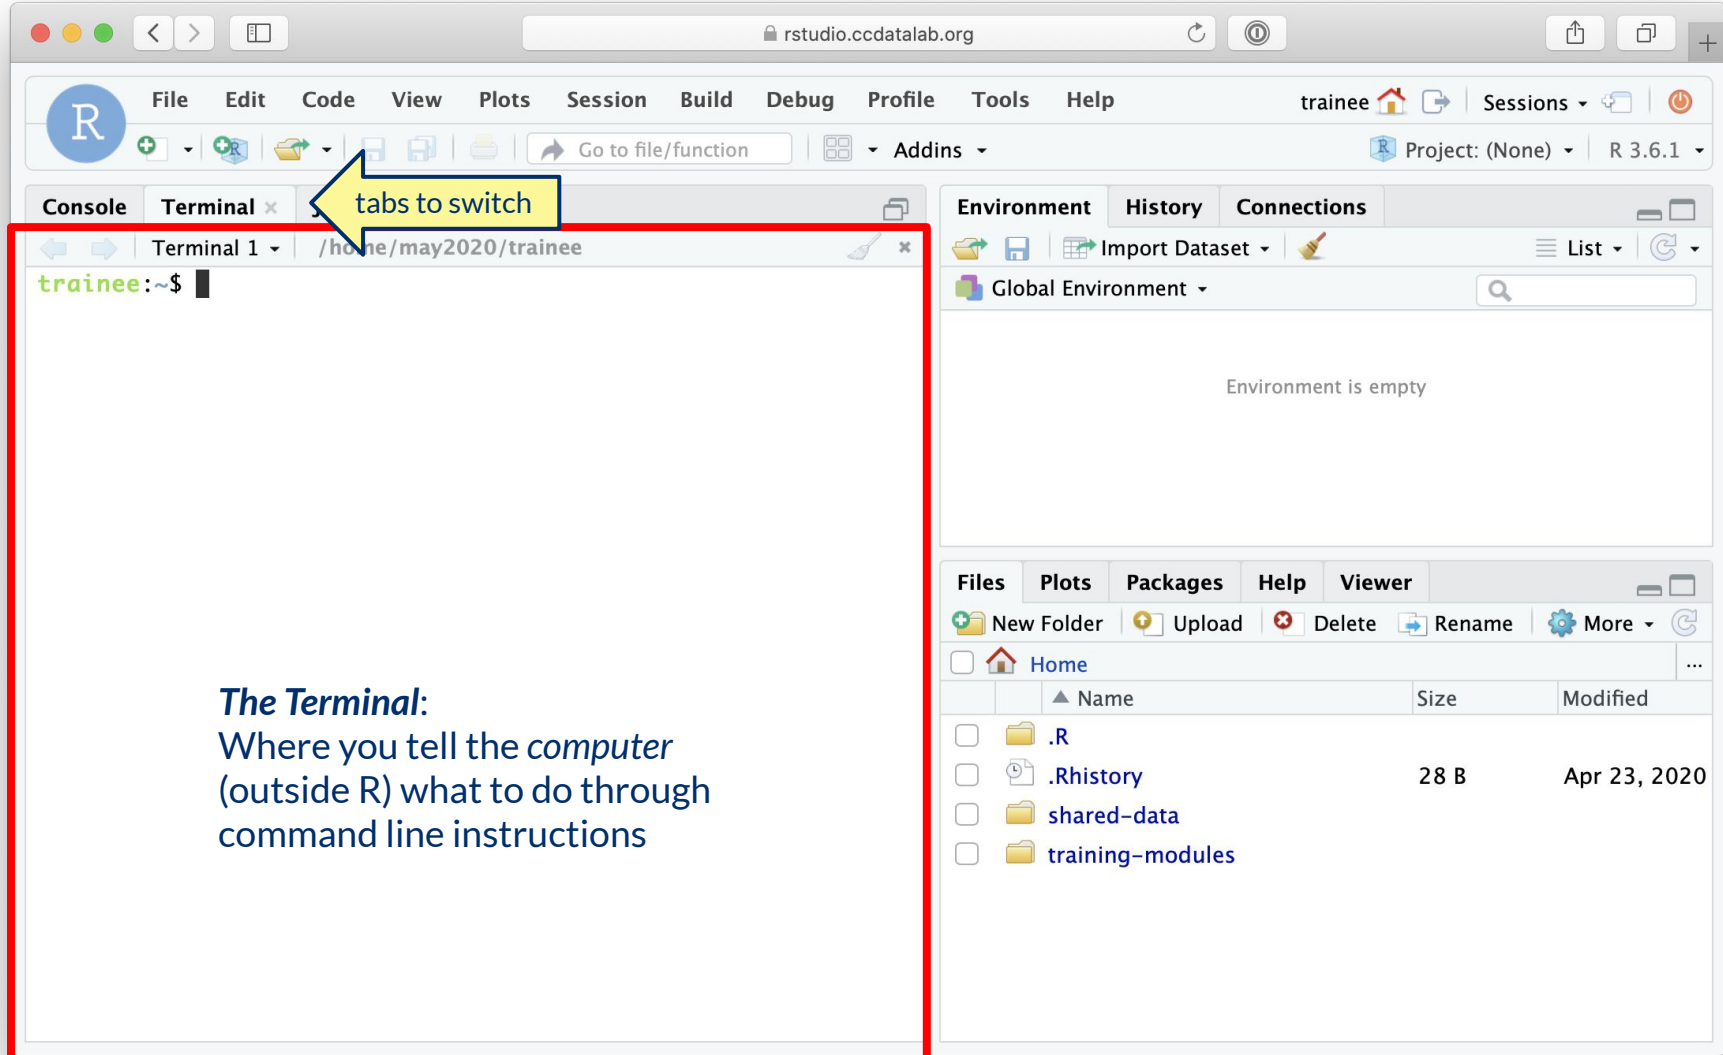 rstudio.ccdatalab.org
R File Edit Code View Plots Session Build Debug Profile Tools Help trainee Sessions
Go to file/function Addins Project: (None) R 3.6.1
Console Terminal tabs to switch
Terminal 1 /home/may2020/trainee
trainee:~$
The Terminal:
Where you tell the computer
(outside R) what to do through
command line instructions
Environment History Connections
Import Dataset List
Global Environment
Environment is empty
Files Plots Packages Help Viewer
New Folder Upload Delete Rename More
Home ...
Name Size Modified
.R
.Rhistory 28 B Apr 23, 2020
shared-data
training-modules